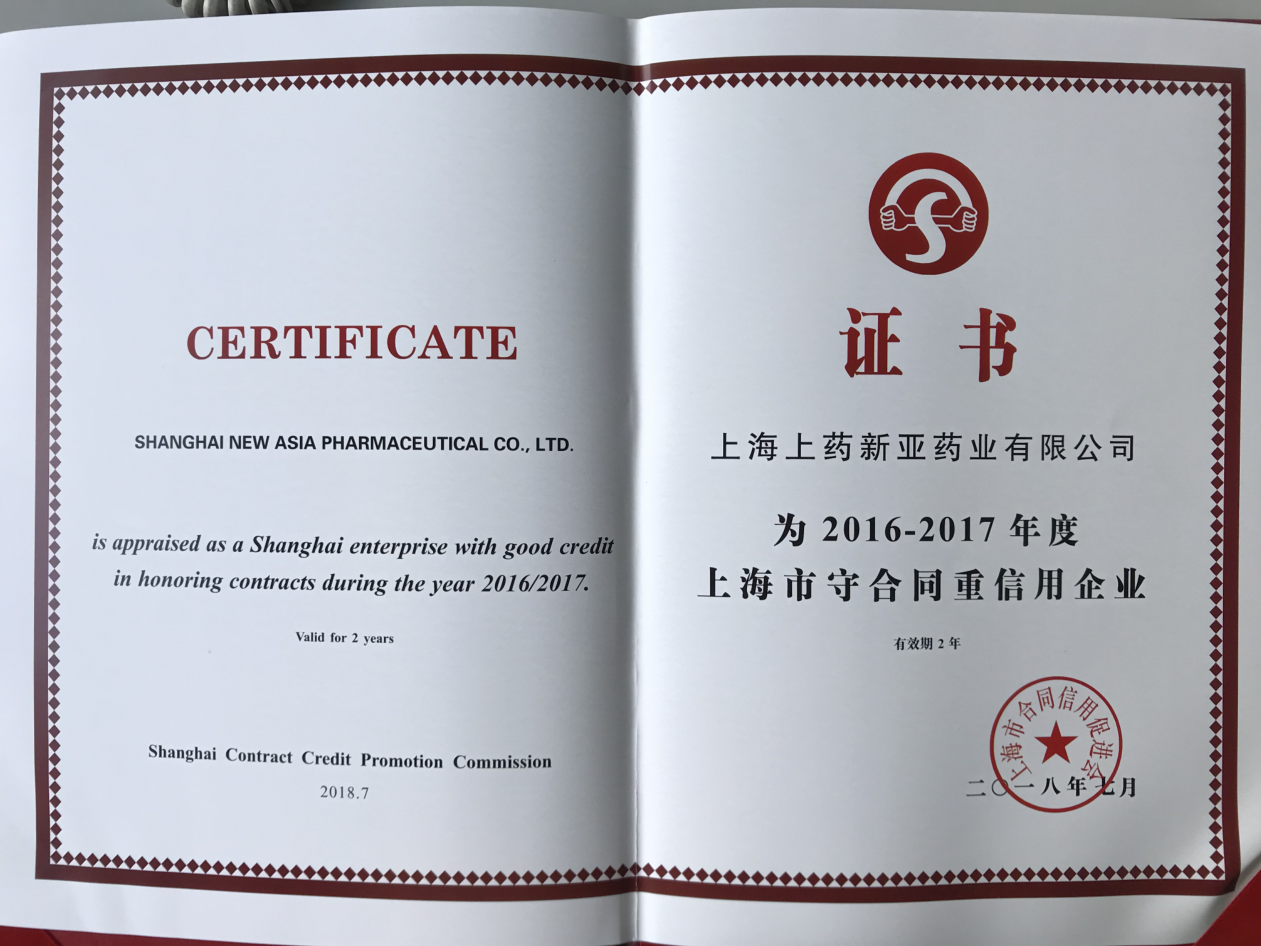 CERTIFICATE
SHANGHAI NEW ASIA PHARMACEUTICAL CO., LTD.
is appraised as a Shanghai enterprise with good credit
in honoring contracts during the year 2016/2017.
Valid for 2 years
Shanghai Contract Credit Promotion Commission
2018.7
证书
上海上药新亚药业有限公司
为 2016-2017 年度
上海市守合同重信用企业
有效期 2 年
上海市合同信用促进会
二〇一八年七月